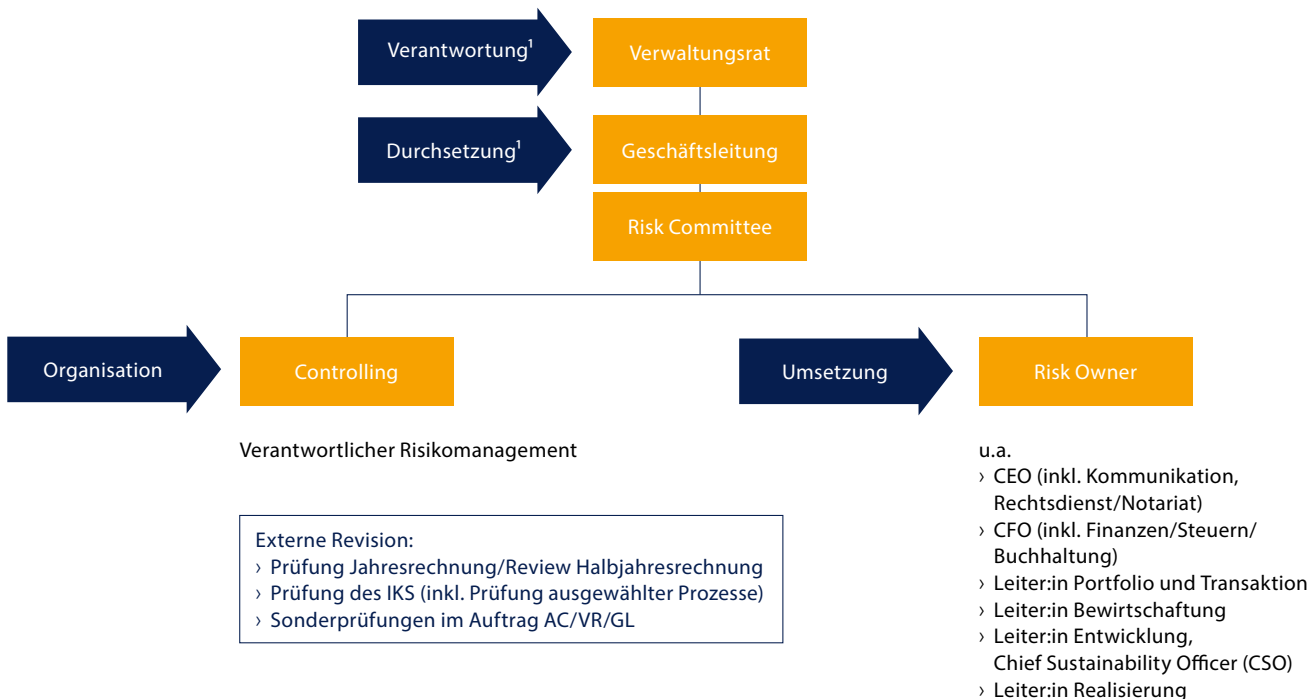 Verantwortung¹
Verwaltungsrat
Durchsetzung¹
Geschäftsleitung
Risk Committee
Organisation
Controlling
Umsetzung
Risk Owner
Verantwortlicher Risikomanagement
Externe Revision:
› Prüfung Jahresrechnung/Review Halbjahresrechnung
› Prüfung des IKS (inkl. Prüfung ausgewählter Prozesse)
› Sonderprüfungen im Auftrag AC/VR/GL
u.a.
› CEO (inkl. Kommunikation,
Rechtsdienst/Notariat)
› CFO (inkl. Finanzen/Steuern/
Buchhaltung)
› Leiter:in Portfolio und Transaktion
› Leiter:in Bewirtschaftung
› Leiter:in Entwicklung,
Chief Sustainability Officer (CSO)
› Leiter:in Realisierung